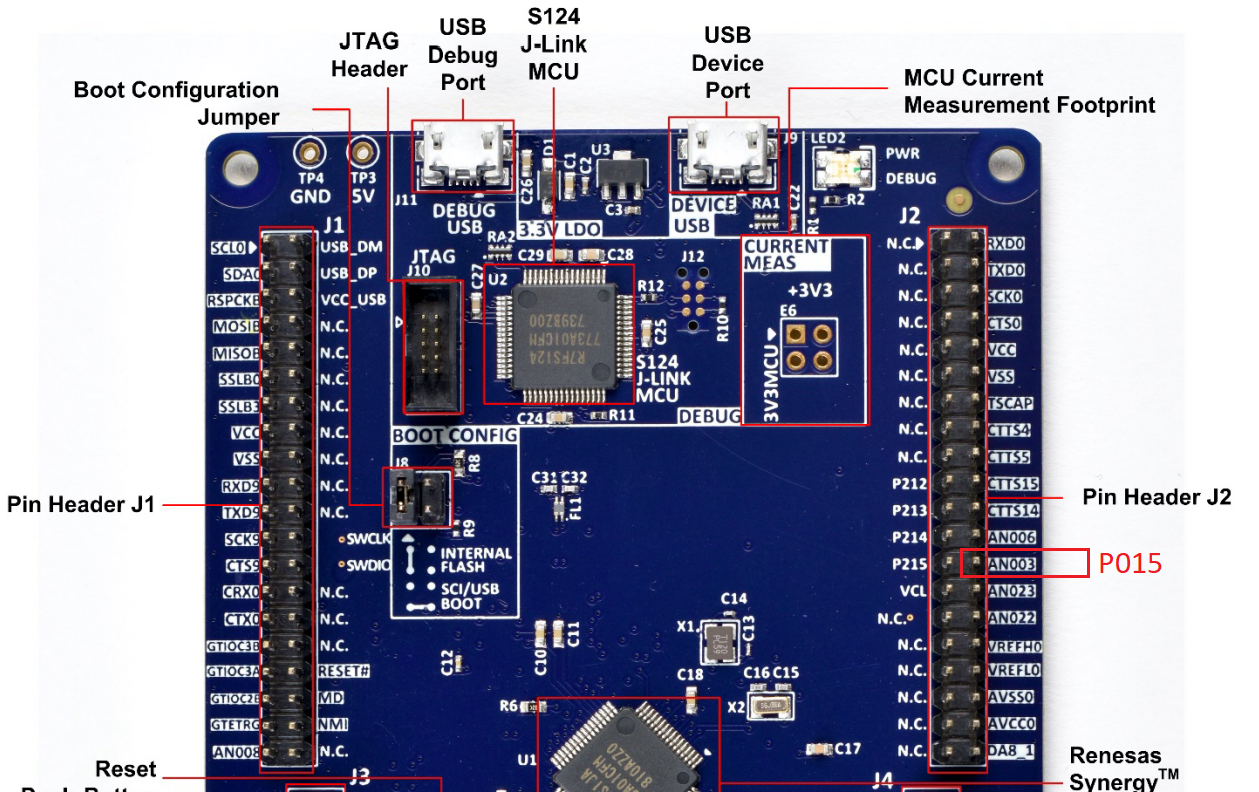 S124
J-Link
MCU
USB
Debug
Port
JTAG
Header
USB
Device
Port
MCU Current
Measurement Footprint
Boot Configuration
Jumper
TP4
GND
TP3
5V
J11
DEBUG
USB
C26
D1
C1
C2
U3
C3
3.3V LDO
J9
DEVICE
USB
RA1
C22
R1
LED2
PWR
DEBUG
R2
J1
SCL0 USB_DM
SDA0 USB_DP
RSPCKB VCC_USB
MOSIB N.C.
MISOB N.C.
SSLB0 N.C.
SSLB3 N.C.
VCC N.C.
VSS N.C.
RXD9 N.C.
TXD9 N.C.
SCK9 SWCLK
CTS9 SWDIO
CRX0 N.C.
CTX0 N.C.
GTIOC3B N.C.
GTIOC3A RESET#
GTIOC2B MD
GTETRG NMI
AN008 N.C.
JTAG
J10
RA2
C29
C28
C27
U2
R7FS124
773A01CFM
739BZ00
R12
C25
J12
R10
S124
J-LINK
MCU
C24
R11
DEBUG
CURRENT
MEAS
+3V3
E6
3V3MCU
BOOT CONFIG
J8
R8
R9
INTERNAL
FLASH
SCI/USB
BOOT
C31
C32
FL1
C14
X1
C13
C10
C11
C12
C18
C16
C15
X2
R6
C17
U1
J2
N.C. RXD0
N.C. TXD0
N.C. SCK0
N.C. CTS0
N.C. VCC
N.C. VSS
N.C. TSCAP
N.C. CTTS4
N.C. CTTS5
P212 CTTS15
P213 CTTS14
P214 AN006
P215 AN003
VCL AN023
N.C. AN022
N.C. VREFH0
N.C. VREFL0
N.C. AVSS0
N.C. AVCC0
N.C. DA8_1
Pin Header J1
Pin Header J2
P015
Reset
J3
J4
Renesas
Synergy™